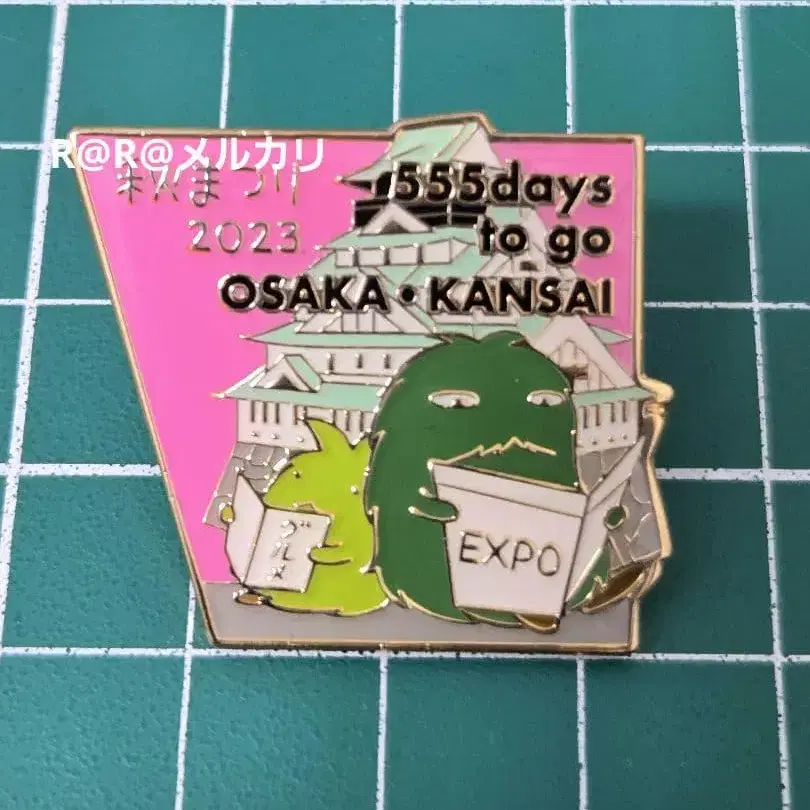 R@R@メルカリ
秋まつり
2023
555days
to go
OSAKA・KANSAI
グルメ
EXPO